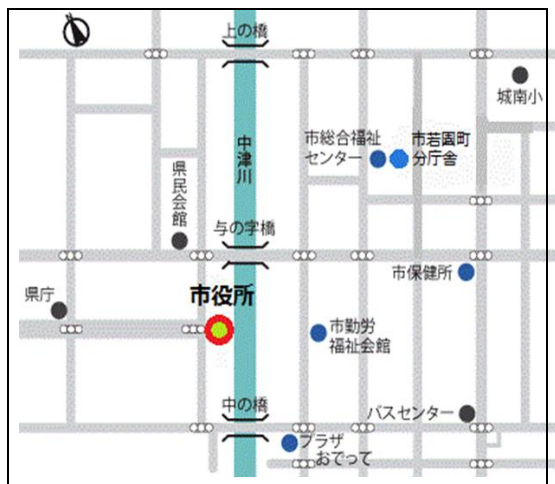 上の橋
城南小
市総合福祉
センター
市若園町
分庁舎
中津川
県民会館
与の字橋
市保健所
県庁
市役所
市勤労
福祉会館
中の橋
バスセンター
プラザ
おでって